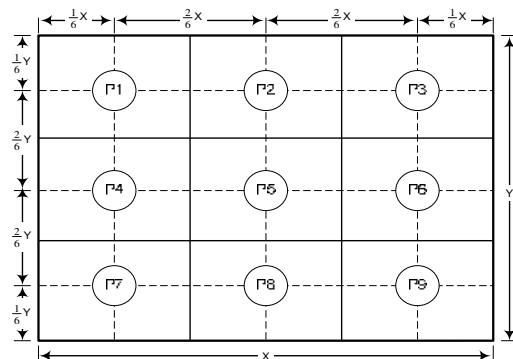 1/6 X 2/6 X 2/6 X 1/6 X
1/6 Y
P1 P2 P3
2/6 Y
P4 P5 P6
Y
2/6 Y
P7 P8 P9
1/6 Y
X